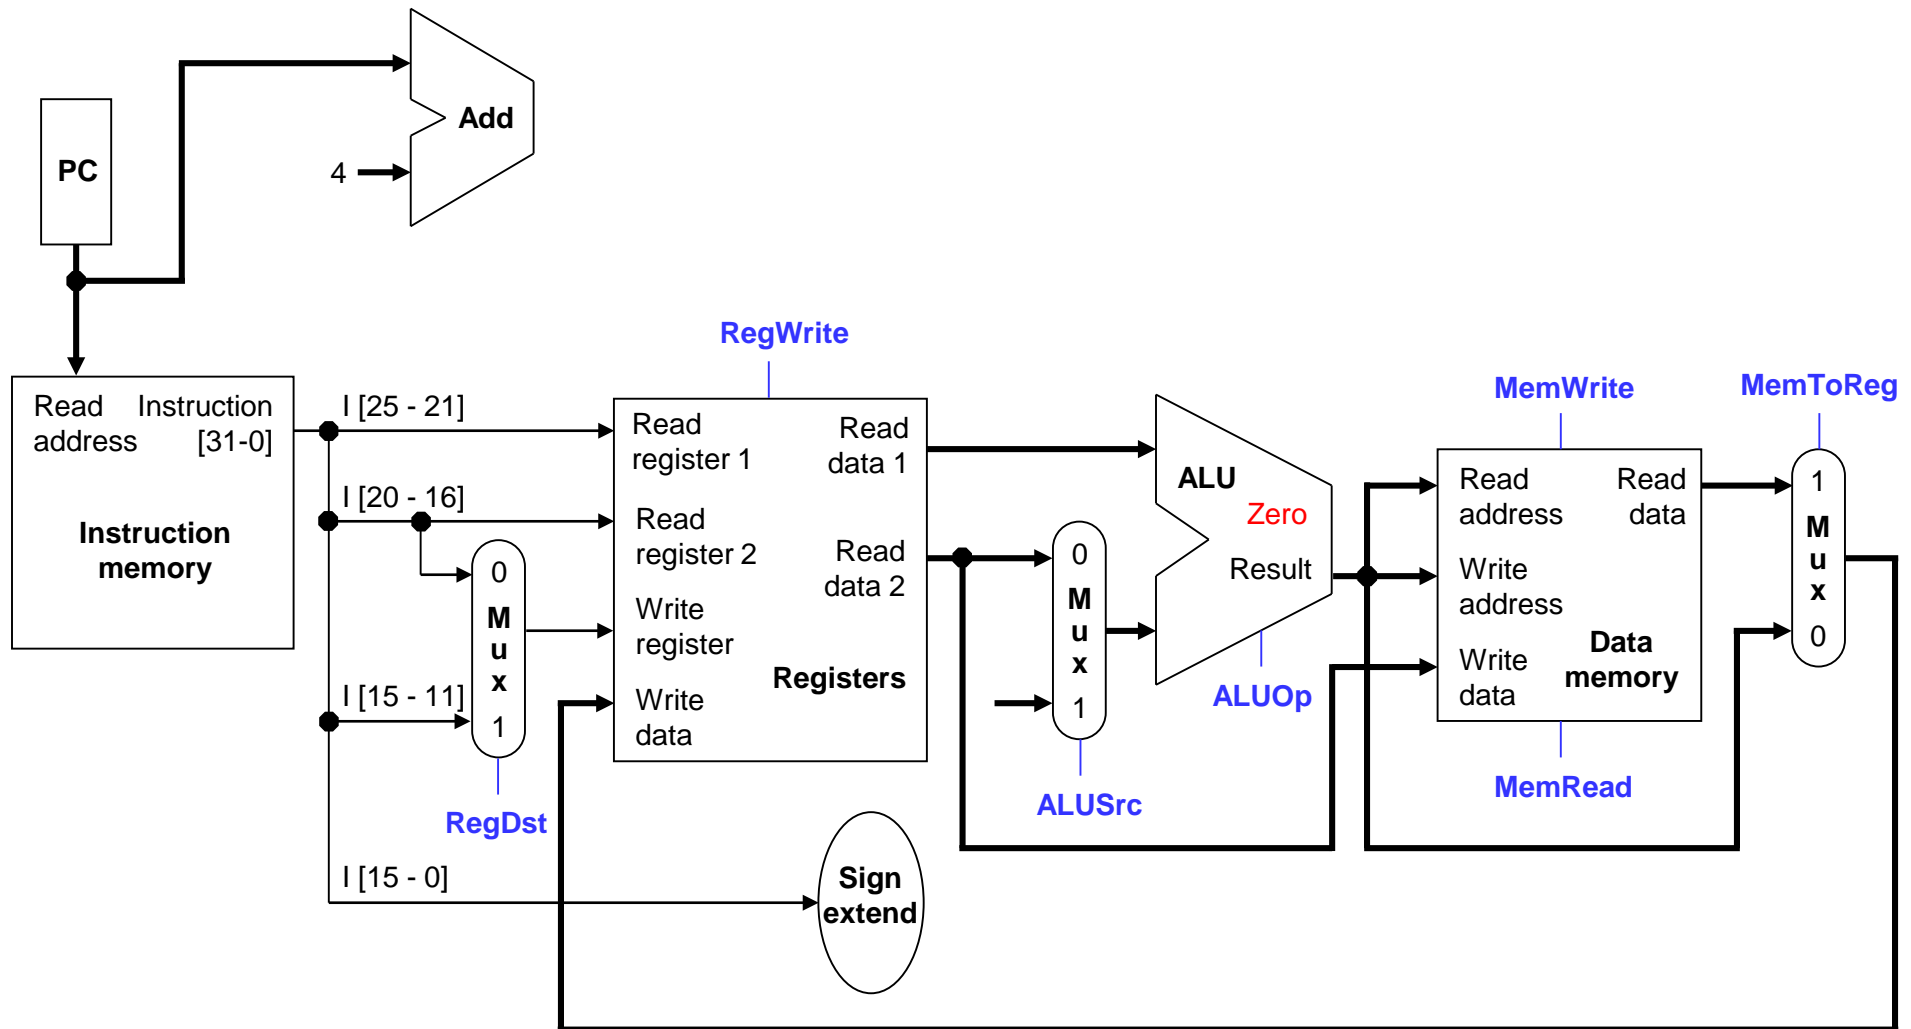 Add
PC
4
RegWrite
MemWrite
MemToReg
Read address
Instruction [31-0]
Instruction
memory
I [25 - 21]
I [20 - 16]
I [15 - 11]
I [15 - 0]
0
M
u
x
1
RegDst
Read
register 1
Read
data 1
Read
register 2
Read
data 2
Write
register
Write
data
Registers
0
M
u
x
1
ALUSrc
ALU
Zero
Result
ALUOp
Read
address
Read
data
Write
address
Write
data
Data
memory
MemRead
1
M
u
x
0
Sign
extend